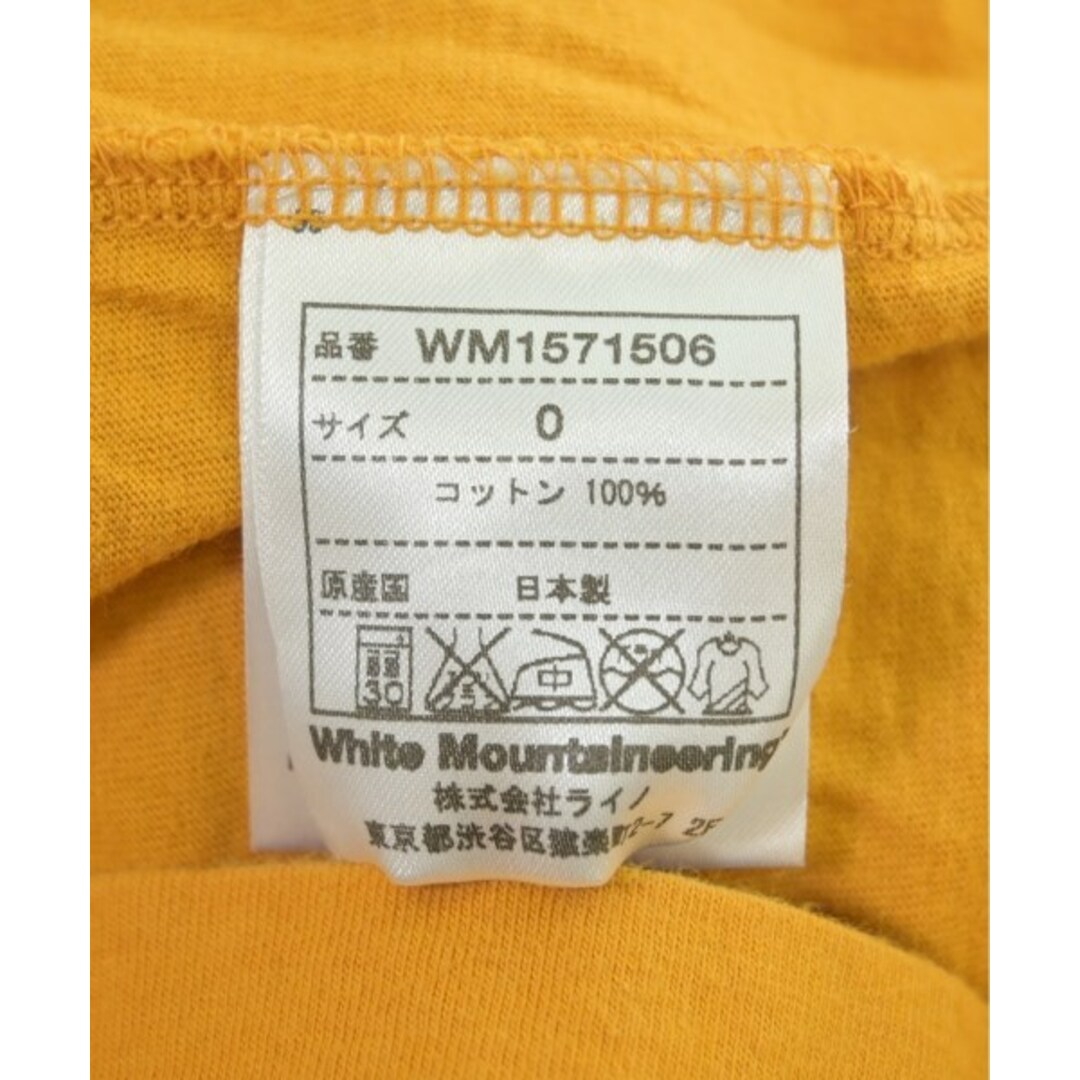 品番 WM1571506
サイズ 0
コットン 100%
原産国 日本製
30 中
White Mountaineering
株式会社ライノ
東京都渋谷区猿楽町2-7 2F